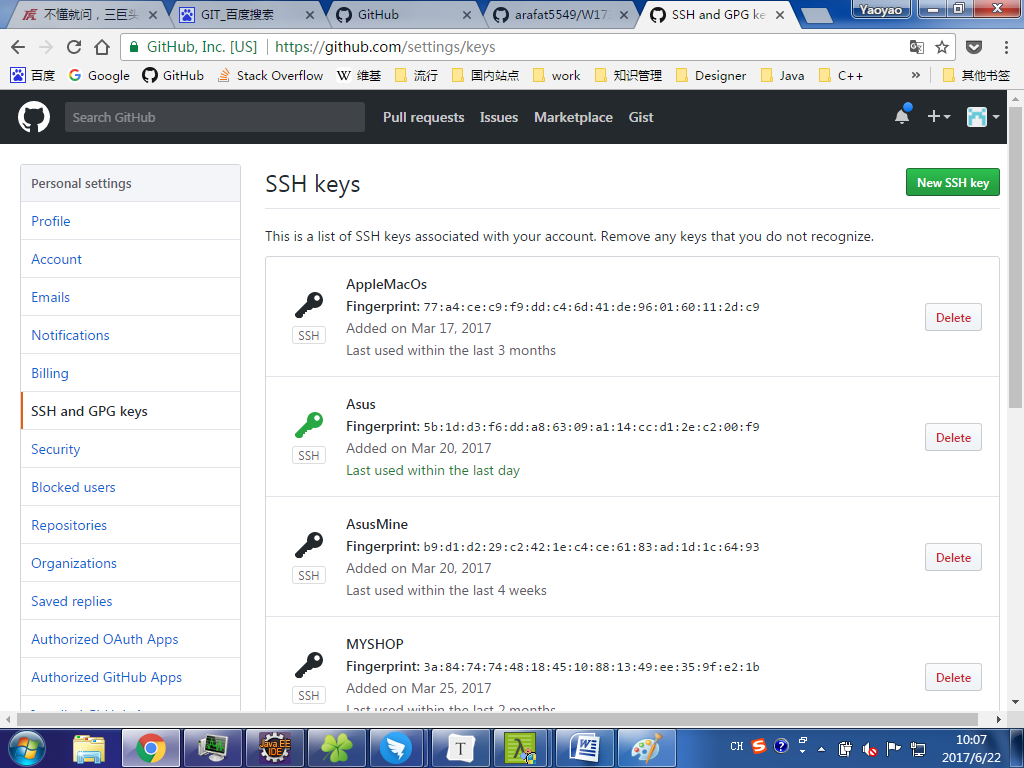 不懂就问，三巨头
GIT_百度搜索
GitHub
arafat5549/W17
SSH and GPG ke
Yaoyao
GitHub, Inc. [US]
https://github.com/settings/keys
百度
Google
GitHub
Stack Overflow
维基
流行
国内站点
work
知识管理
Designer
Java
C++
»
其他书签
Search GitHub
Pull requests
Issues
Marketplace
Gist
Personal settings
Profile
Account
Emails
Notifications
Billing
SSH and GPG keys
Security
Blocked users
Repositories
Organizations
Saved replies
Authorized OAuth Apps
Authorized GitHub Apps
SSH keys
New SSH key
This is a list of SSH keys associated with your account. Remove any keys that you do not recognize.
AppleMacOs
Fingerprint: 77:a4:ce:c9:f9:dd:c4:6d:41:de:96:01:60:11:2d:c9
SSH
Added on Mar 17, 2017
Last used within the last 3 months
Delete
Asus
Fingerprint: 5b:1d:d3:f6:dd:a8:63:09:a1:14:cc:d1:2e:c2:00:f9
SSH
Added on Mar 20, 2017
Last used within the last day
Delete
AsusMine
Fingerprint: b9:d1:d2:29:c2:42:1e:c4:ce:61:83:ad:1d:1c:64:93
SSH
Added on Mar 20, 2017
Last used within the last 4 weeks
Delete
MYSHOP
Fingerprint: 3a:84:74:74:48:18:45:10:88:13:49:ee:35:9f:e2:1b
SSH
Added on Mar 25, 2017
Last used within the last 2 months
Delete
Java EE
IDE
T
CH
10:07
2017/6/22